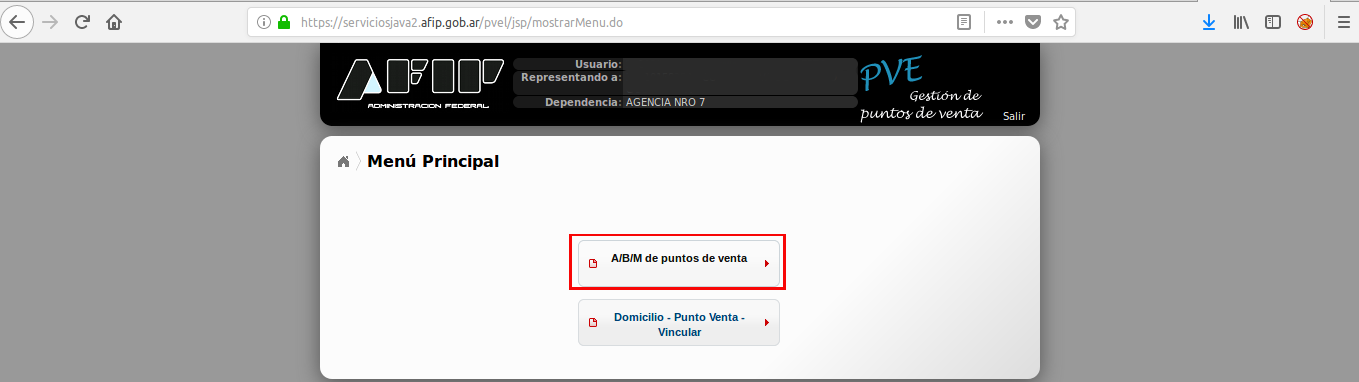 https://serviciosjava2.afip.gob.ar/pvel/jsp/mostrarMenu.do
AFIP
ADMINISTRACION FEDERAL
Usuario:
Representando a:
Dependencia: AGENCIA NRO 7
PVE
Gestión de
puntos de venta
Salir
Menú Principal
A/B/M de puntos de venta
Domicilio - Punto Venta -
Vincular